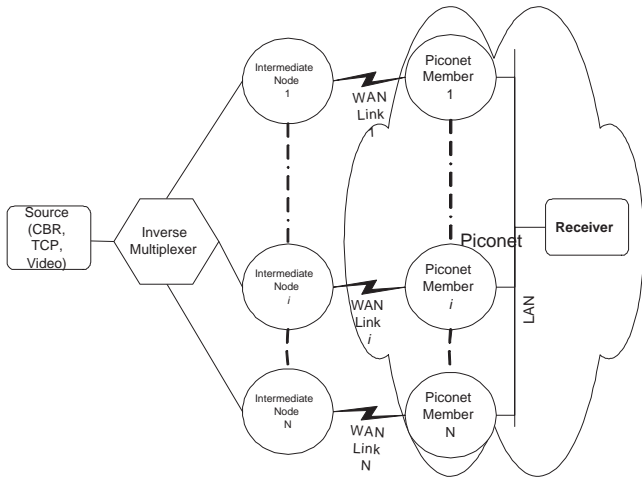 Source
(CBR,
TCP,
Video)
Inverse
Multiplexer
Intermediate
Node
1
WAN
Link
1
Piconet
Member
1
Intermediate
Node
i
WAN
Link
i
Piconet
Member
i
Piconet
Intermediate
Node
N
WAN
Link
N
Piconet
Member
N
LAN
Receiver